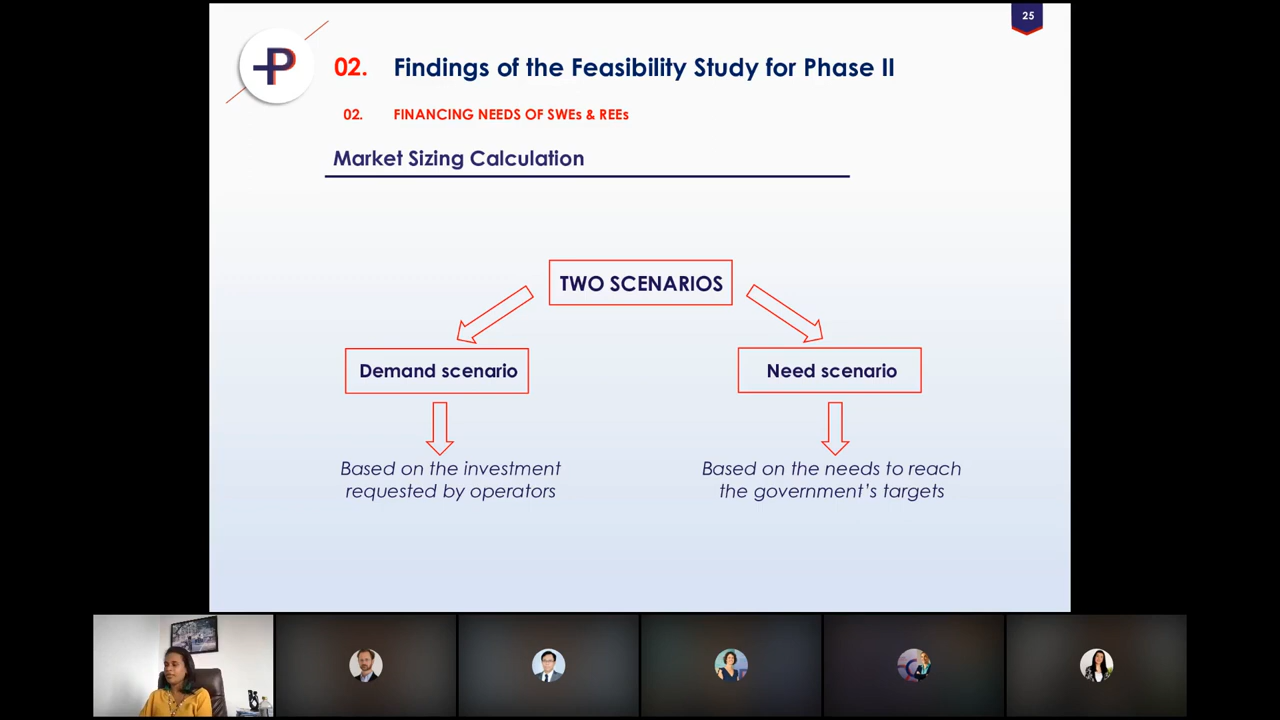 25
P
02. Findings of the Feasibility Study for Phase II
02. FINANCING NEEDS OF SWEs & REEs
Market Sizing Calculation
TWO SCENARIOS
Demand scenario
Need scenario
Based on the investment
requested by operators
Based on the needs to reach
the government's targets